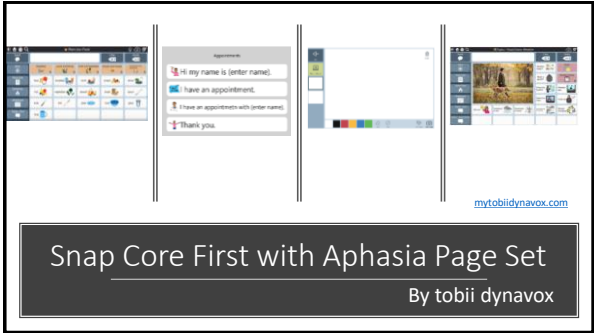 Appointments
Hi my name is (enter name).
I have an appointment.
I have an appointmetn with (enter name).
Thank you.
mytobiidynavox.com
Snap Core First with Aphasia Page Set
By tobii dynavox